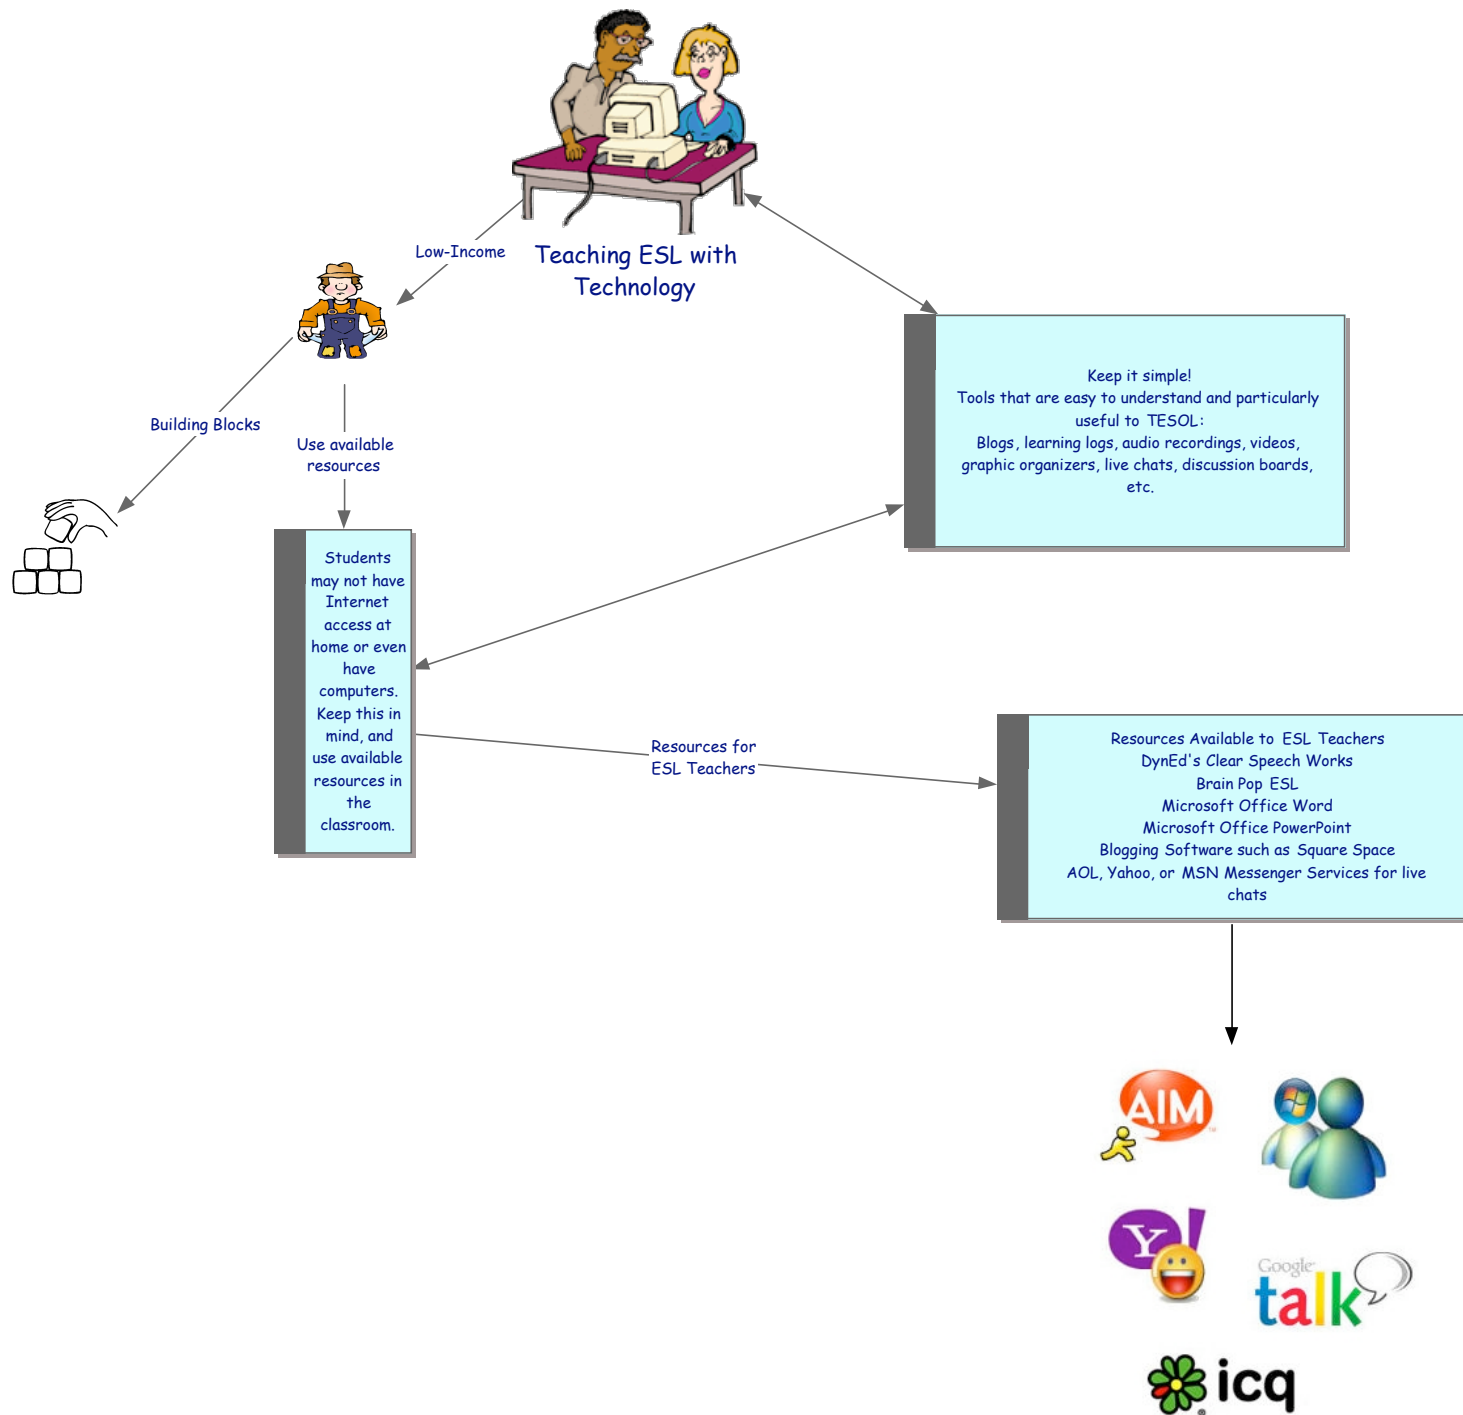 Low-Income
Teaching ESL with
Technology
Building Blocks
Use available
resources
Keep it simple!
Tools that are easy to understand and particularly
useful to TESOL:
Blogs, learning logs, audio recordings, videos,
graphic organizers, live chats, discussion boards,
etc.
Students
may not have
Internet
access at
home or even
have
computers.
Keep this in
mind, and
use available
resources in
the
classroom.
Resources for
ESL Teachers
Resources Available to ESL Teachers
DynEd's Clear Speech Works
Brain Pop ESL
Microsoft Office Word
Microsoft Office PowerPoint
Blogging Software such as Square Space
AOL, Yahoo, or MSN Messenger Services for live
chats
AIM
Y!
Google
talk
icq